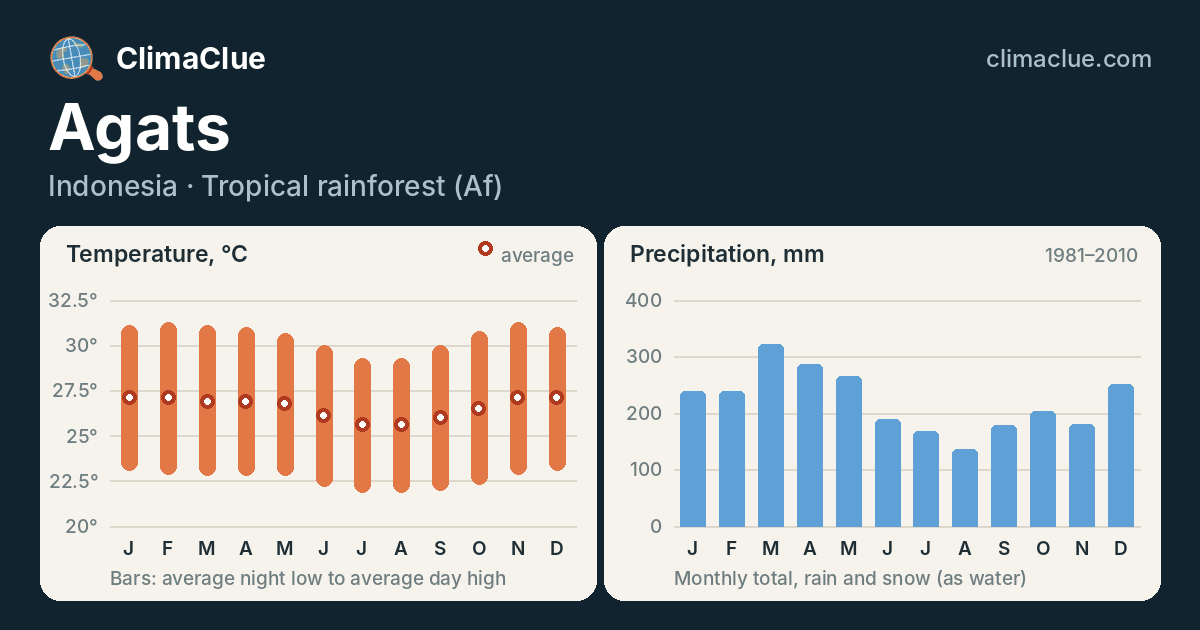 ClimaClue
climaclue.com
Agats
Indonesia · Tropical rainforest (Af)
Temperature, °C
average
32.5°
30°
27.5°
25°
22.5°
20°
J F M A M J J A S O N D
Bars: average night low to average day high
Precipitation, mm
1981–2010
400
300
200
100
0
J F M A M J J A S O N D
Monthly total, rain and snow (as water)